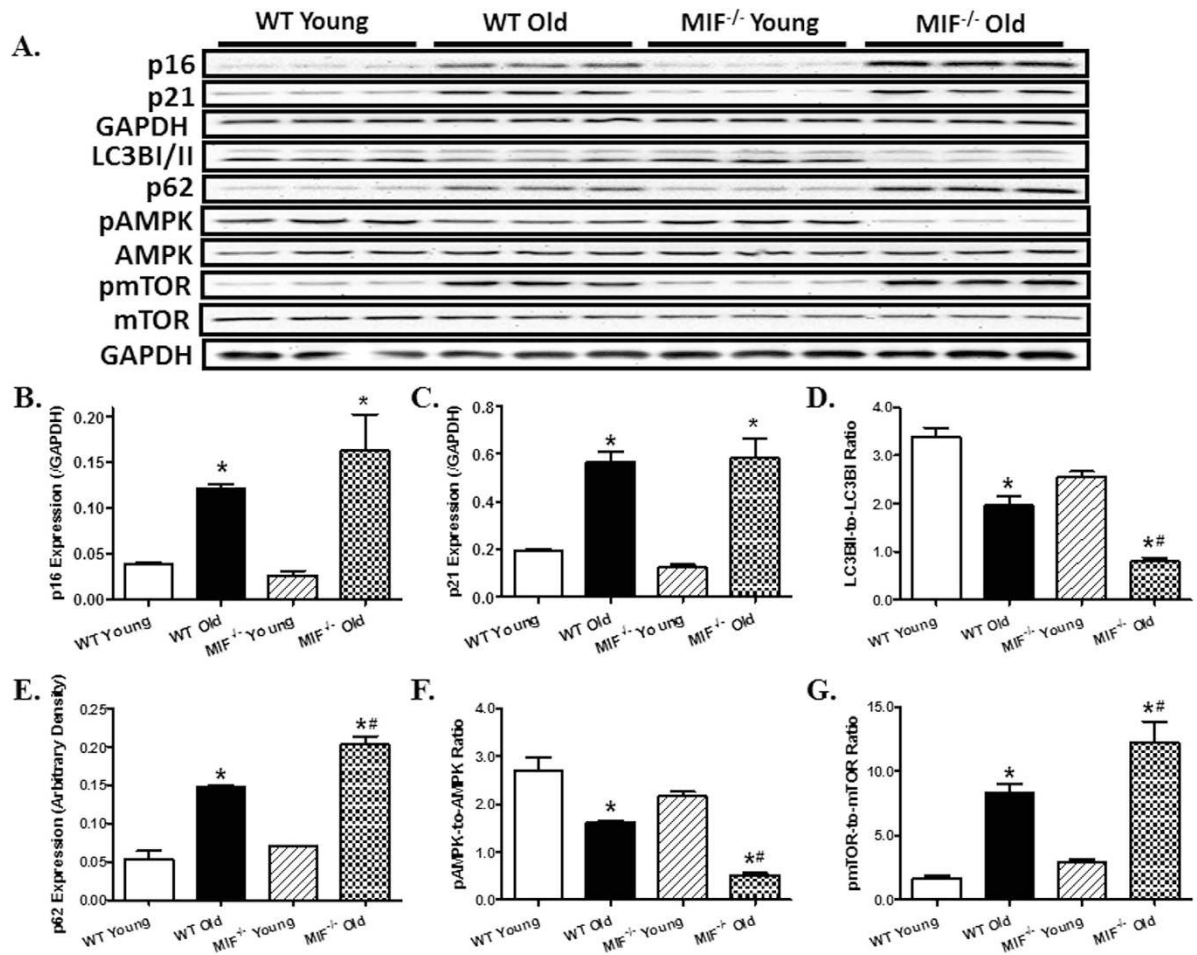 WT Young WT Old MIF-/- Young MIF-/- Old
A.
p16
p21
GAPDH
LC3BI/II
p62
pAMPK
AMPK
pmTOR
mTOR
GAPDH
B.
p16 Expression (/GAPDH)
0.20
0.15
0.10
0.05
0.00
*
*
WT Young
WT Old
MIF-/- Young
MIF-/- Old
C.
p21 Expression (/GAPDH)
0.8
0.6
0.4
0.2
0.0
*
*
WT Young
WT Old
MIF-/- Young
MIF-/- Old
D.
LC3BII-to-LC3BI Ratio
4.0
3.0
2.0
1.0
0.0
*
*#
WT Young
WT Old
MIF-/- Young
MIF-/- Old
E.
p62 Expression (Arbitrary Density)
0.25
0.20
0.15
0.10
0.05
0.00
*
*#
WT Young
WT Old
MIF-/- Young
MIF-/- Old
F.
pAMPK-to-AMPK Ratio
4.0
3.0
2.0
1.0
0.0
*
*#
WT Young
WT Old
MIF-/- Young
MIF-/- Old
G.
pmTOR-to-mTOR Ratio
15.0
10.0
5.0
0.0
*
*#
WT Young
WT Old
MIF-/- Young
MIF-/- Old